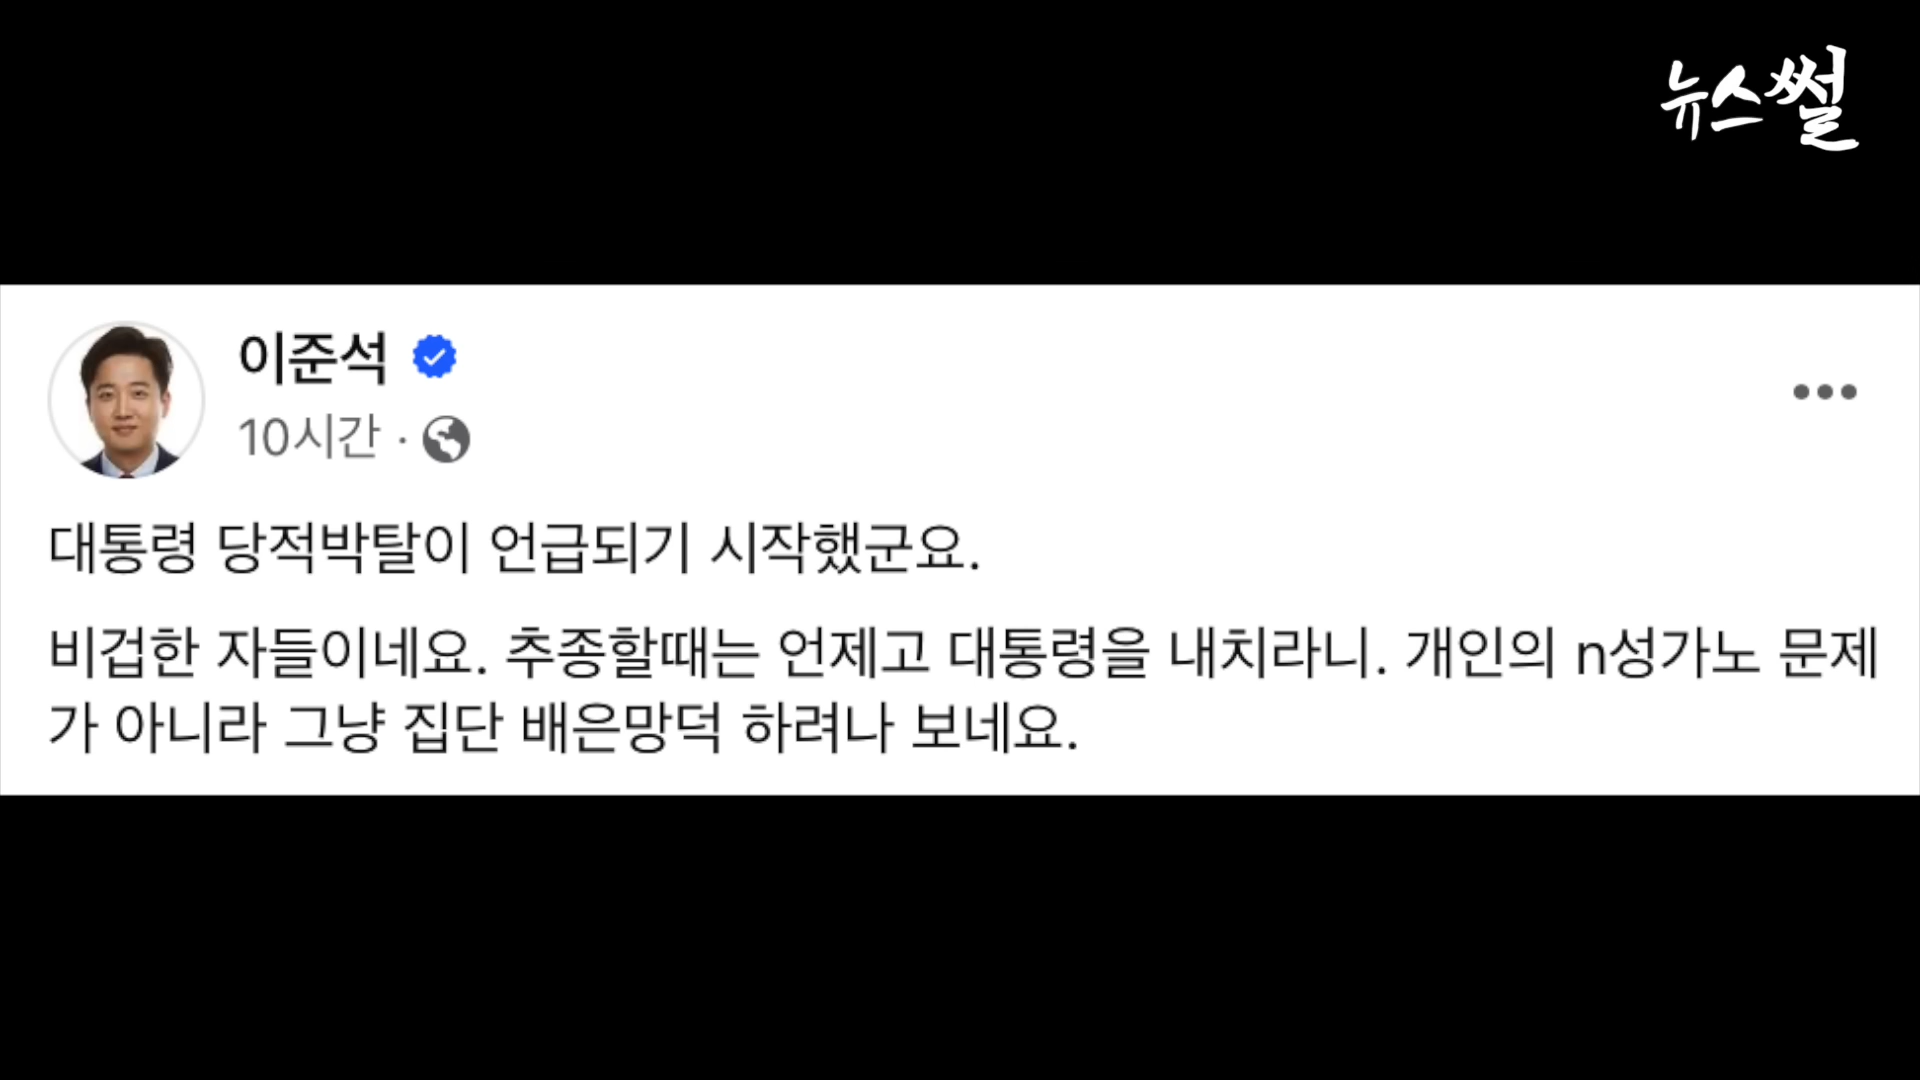 뉴스썰
이준석
10시간 ·
대통령 당적박탈이 언급되기 시작했군요.
비겁한 자들이네요. 추종할때는 언제고 대통령을 내치라니. 개인의 n성가노 문제
가 아니라 그냥 집단 배은망덕 하려나 보네요.